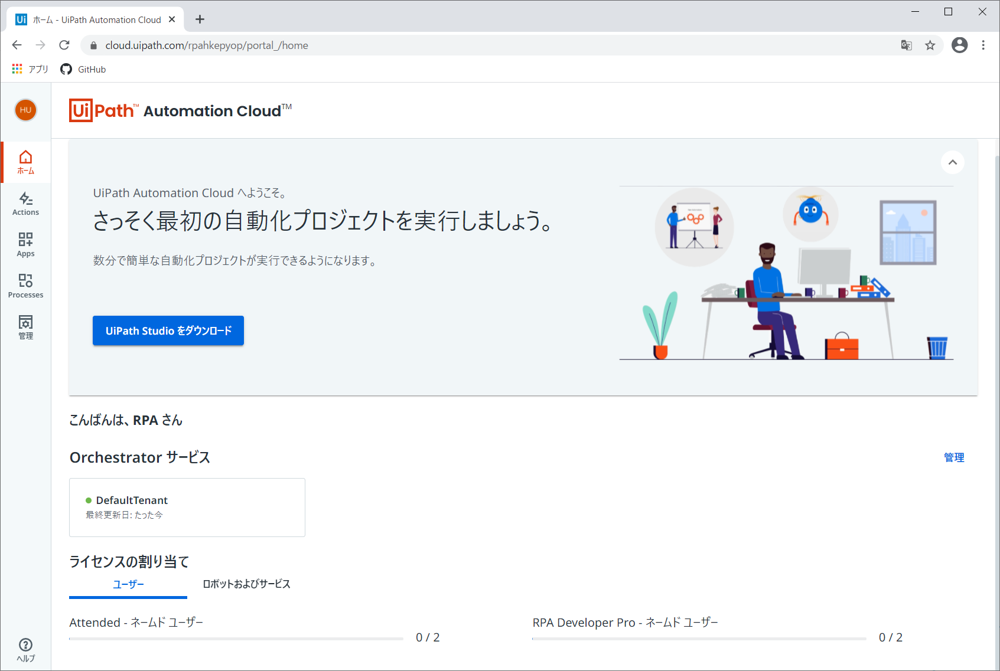 Ui ホーム - UiPath Automation Cloud
cloud.uipath.com/rpahkepyop/portal_/home
アプリ GitHub
HU
UiPath™ Automation Cloud™
ホーム
Actions
Apps
Processes
管理
ヘルプ
UiPath Automation Cloud へようこそ。
さっそく最初の自動化プロジェクトを実行しましょう。
数分で簡単な自動化プロジェクトが実行できるようになります。
UiPath Studio をダウンロード
こんばんは、RPA さん
Orchestrator サービス
管理
DefaultTenant
最終更新日: たった今
ライセンスの割り当て
ユーザー ロボットおよびサービス
Attended - ネームド ユーザー
0 / 2
RPA Developer Pro - ネームド ユーザー
0 / 2